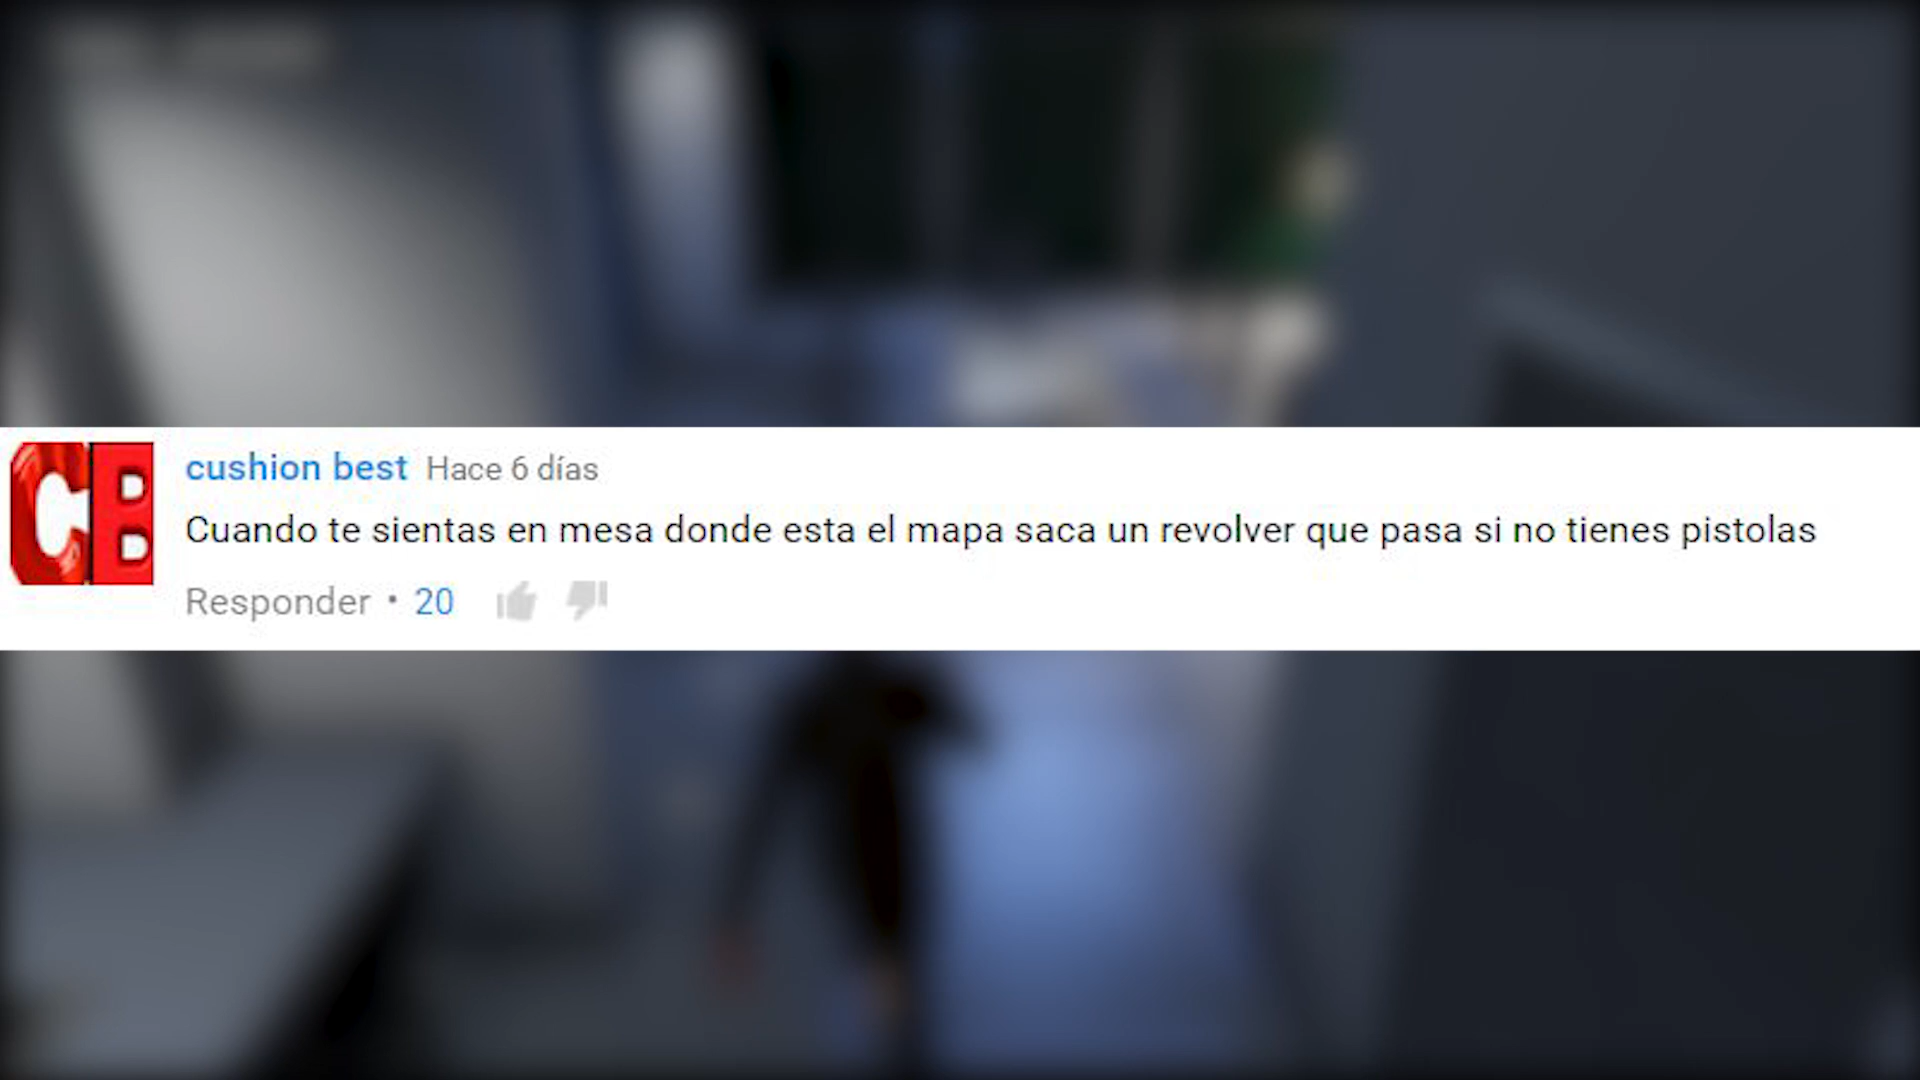 CB
cushion best Hace 6 días
Cuando te sientas en mesa donde esta el mapa saca un revolver que pasa si no tienes pistolas
Responder • 20